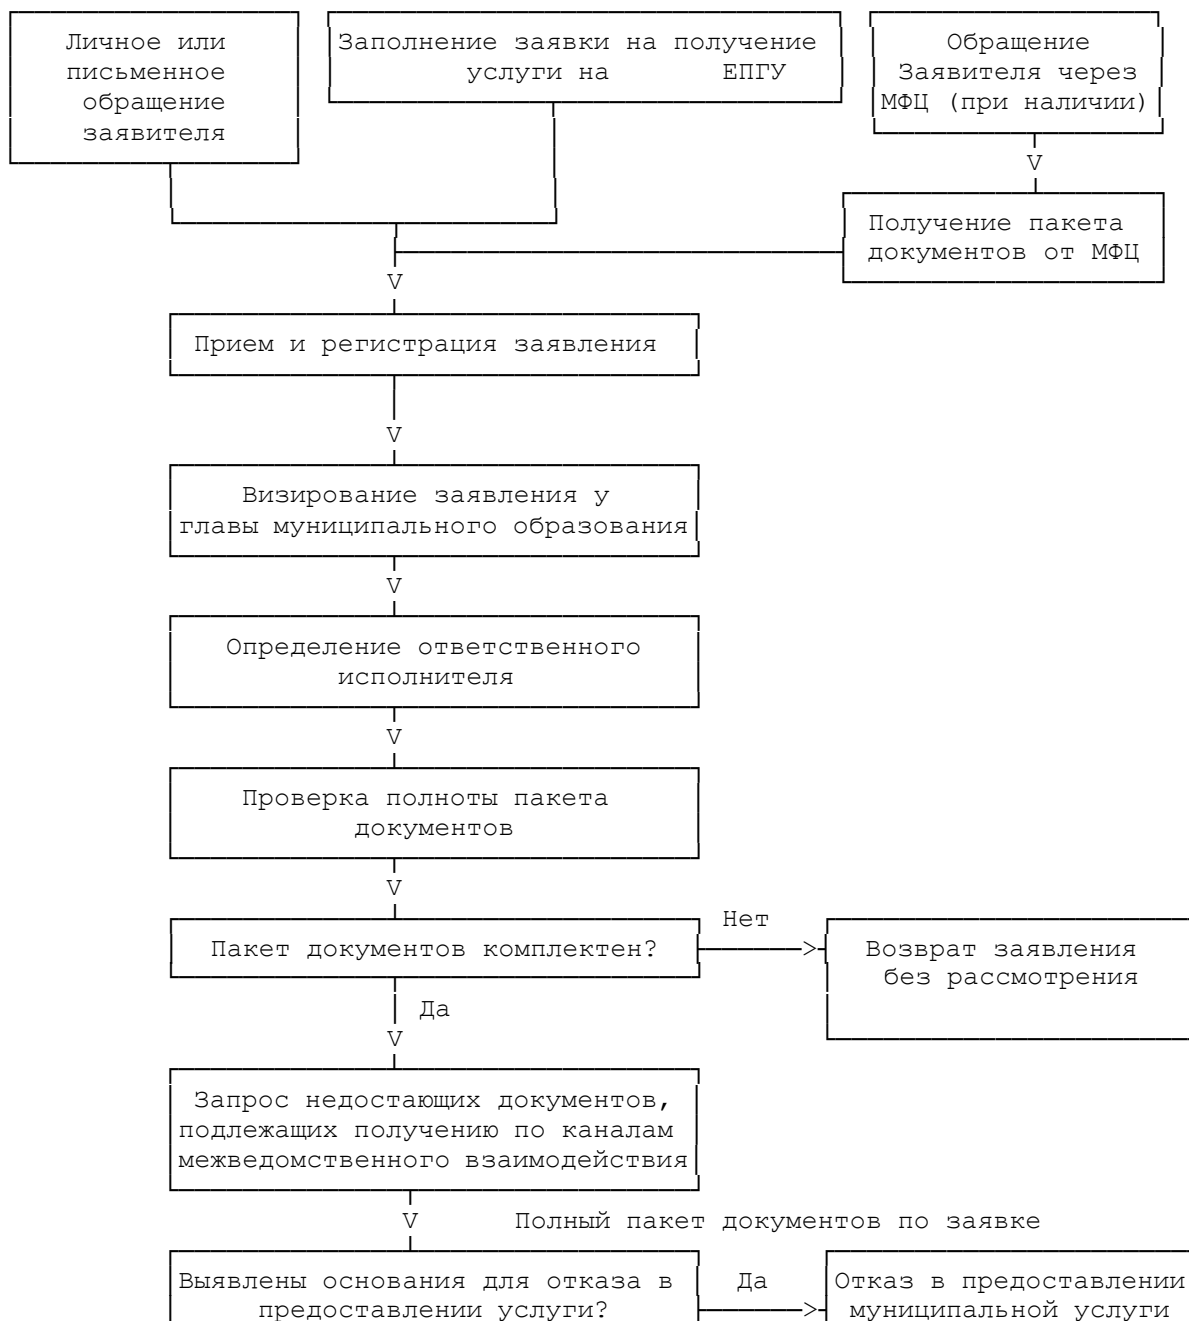 Личное или
письменное
обращение
заявителя
Заполнение заявки на получение
услуги на ЕПГУ
Обращение
Заявителя через
МФЦ (при наличии)
V
Получение пакета
документов от МФЦ
V
Прием и регистрация заявления
V
Визирование заявления у
главы муниципального образования
V
Определение ответственного
исполнителя
V
Проверка полноты пакета
документов
V
Пакет документов комплектен?
Нет
>
Возврат заявления
без рассмотрения
Да
V
Запрос недостающих документов,
подлежащих получению по каналам
межведомственного взаимодействия
V
Полный пакет документов по заявке
Выявлены основания для отказа в
предоставлении услуги?
Да
>
Отказ в предоставлении
муниципальной услуги